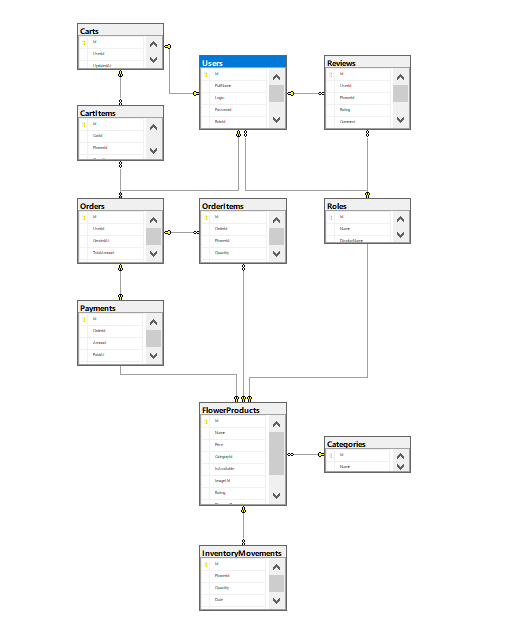 Carts
Id
UserId
UpdatedAt
Users
Id
FullName
Login
Password
RoleId
Reviews
Id
UserId
FlowerId
Rating
Comment
CartItems
Id
CartId
FlowerId
Orders
Id
UserId
CreatedAt
TotalAmount
OrderItems
Id
OrderId
FlowerId
Quantity
Roles
Id
Name
DisplayName
Payments
Id
OrderId
Amount
PaidAt
FlowerProducts
Id
Name
Price
CategoryId
IsAvailable
ImageUrl
Rating
Categories
Id
Name
InventoryMovements
Id
FlowerId
Quantity
Date